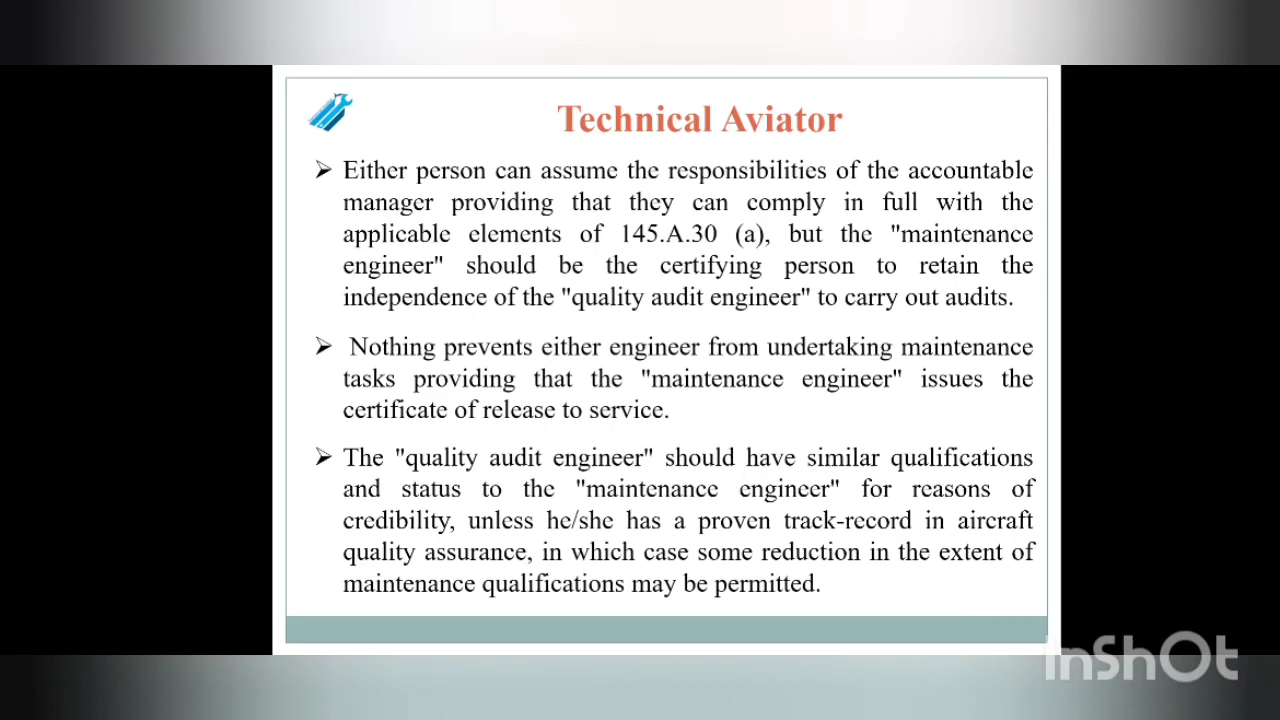 Technical Aviator
➢ Either person can assume the responsibilities of the accountable
manager providing that they can comply in full with the
applicable elements of 145.A.30 (a), but the "maintenance
engineer" should be the certifying person to retain the
independence of the "quality audit engineer" to carry out audits.
➢ Nothing prevents either engineer from undertaking maintenance
tasks providing that the "maintenance engineer" issues the
certificate of release to service.
➢ The "quality audit engineer" should have similar qualifications
and status to the "maintenance engineer" for reasons of
credibility, unless he/she has a proven track-record in aircraft
quality assurance, in which case some reduction in the extent of
maintenance qualifications may be permitted.
InShOt